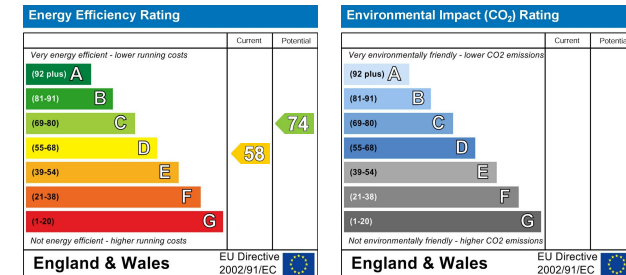 Energy Efficiency Rating
Current Potential
Very energy efficient - lower running costs
(92 plus) A
(81-91) B
(69-80) C
74
(55-68) D
58
(39-54) E
(21-38) F
(1-20) G
Not energy efficient - higher running costs
England & Wales
EU Directive
2002/91/EC
Environmental Impact (CO₂) Rating
Current Potential
Very environmentally friendly - lower CO2 emissions
(92 plus) A
(81-91) B
(69-80) C
(55-68) D
(39-54) E
(21-38) F
(1-20) G
Not environmentally friendly - higher CO2 emissions
England & Wales
EU Directive
2002/91/EC